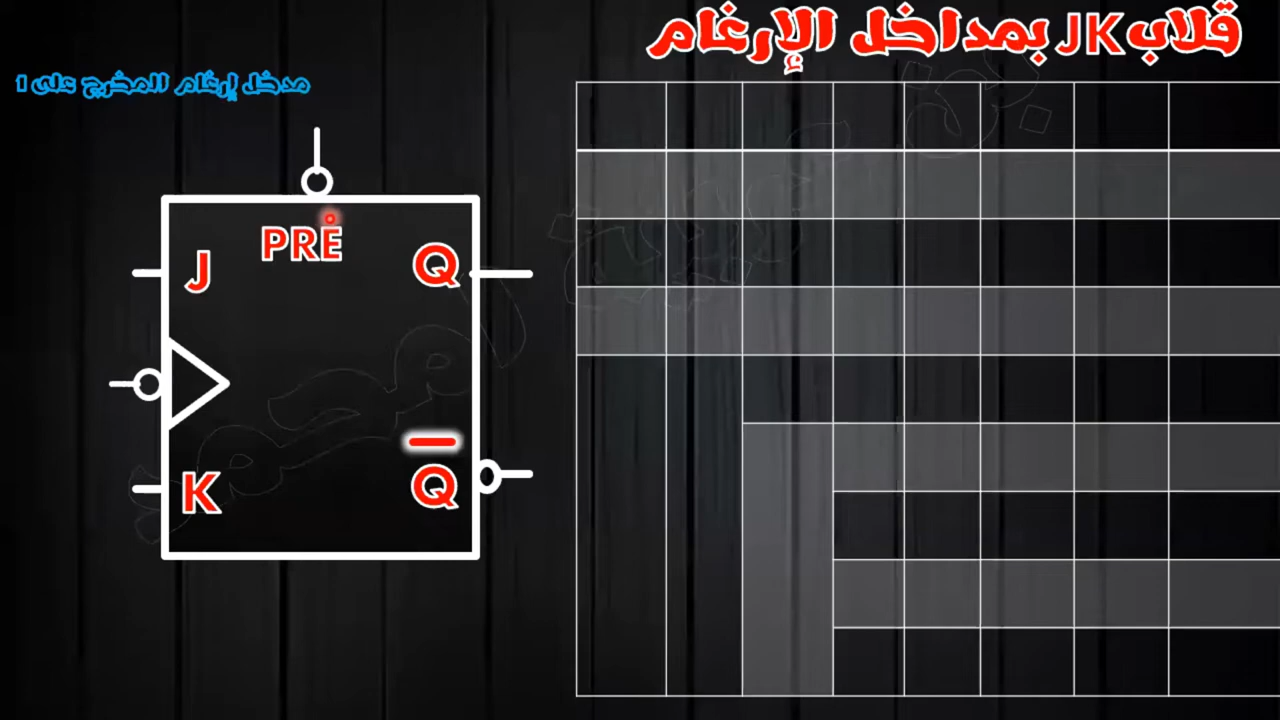 قلاب JK بمداخل الإرغام
مدخل إرغام المخرج على 1
PRE
J
Q
K
Q̅